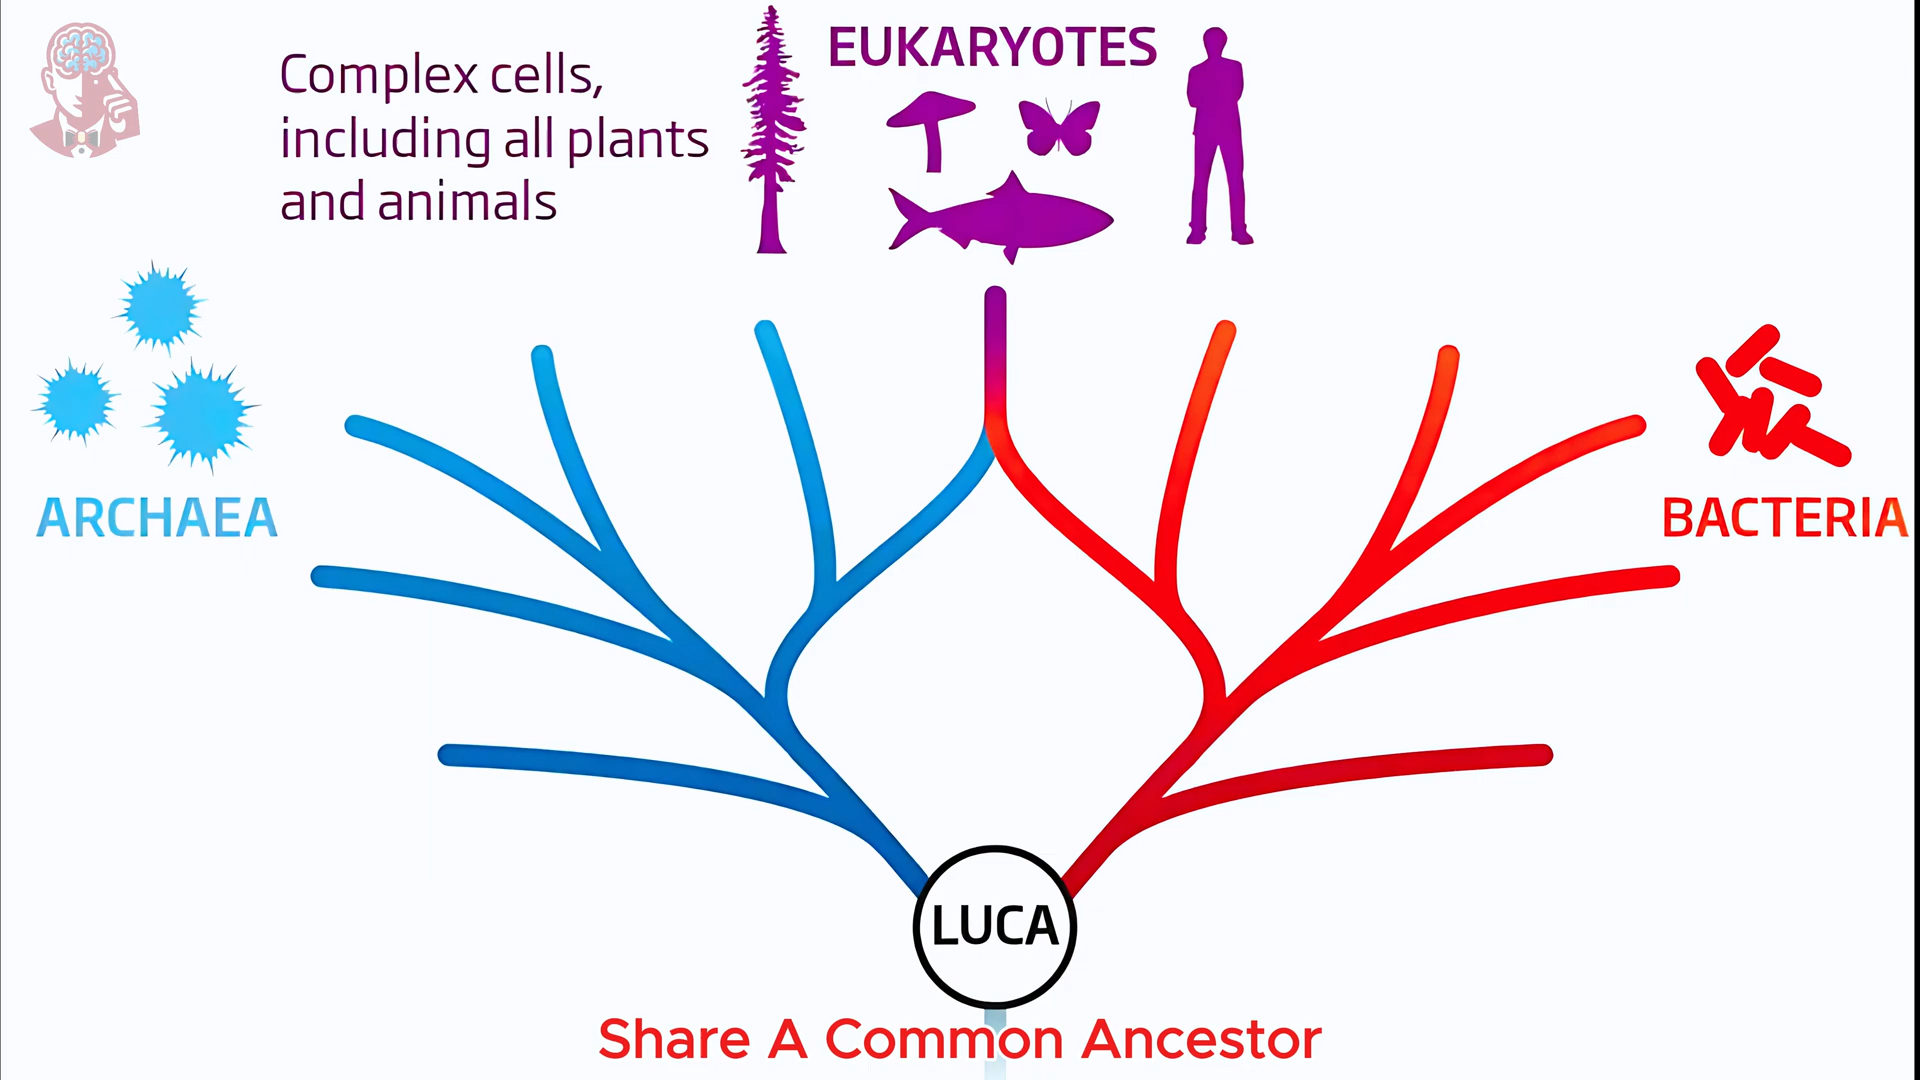 EUKARYOTES
Complex cells,
including all plants
and animals
ARCHAEA
BACTERIA
LUCA
Share A Common Ancestor